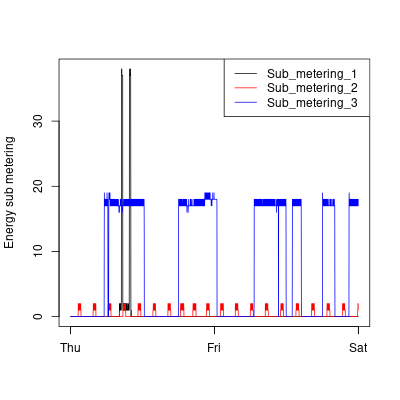 Sub_metering_1
Sub_metering_2
Sub_metering_3
Energy sub metering
30
20
10
0
Thu Fri Sat